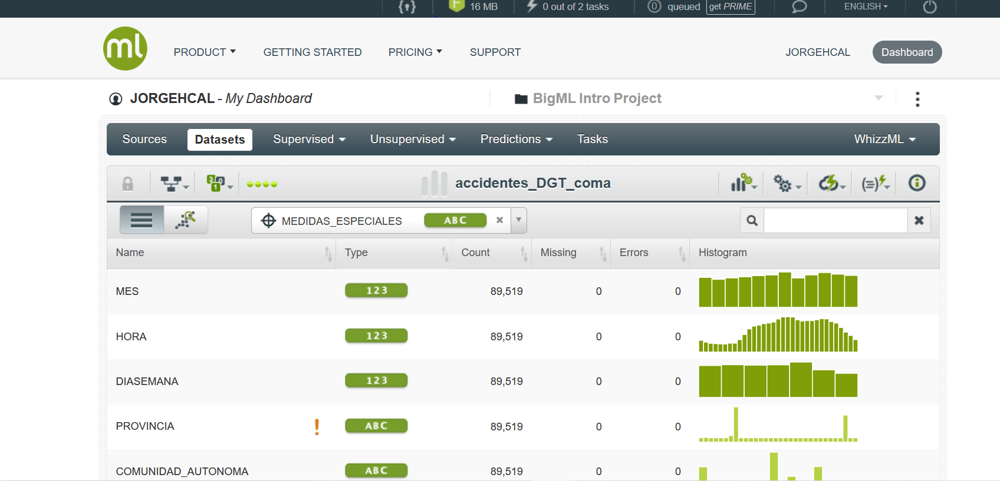 F 16 MB 0 out of 2 tasks 0 queued get PRIME ENGLISH
ml PRODUCT GETTING STARTED PRICING SUPPORT JORGEHCAL Dashboard
JORGEHCAL - My Dashboard BigML Intro Project
Sources Datasets Supervised Unsupervised Predictions Tasks WhizzML
accidentes_DGT_coma
MEDIDAS_ESPECIALES ABC
Name Type Count Missing Errors Histogram
MES 123 89,519 0 0
HORA 123 89,519 0 0
DIASEMANA 123 89,519 0 0
PROVINCIA ! ABC 89,519 0 0
COMUNIDAD_AUTONOMA ABC 89,519 0 0